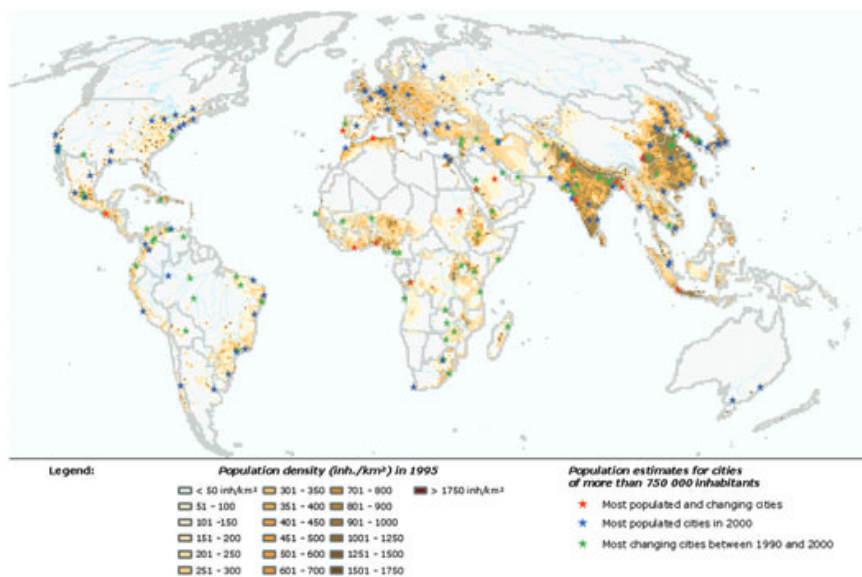 Legend:
Population density (inh./km²) in 1995
< 50 inh/km²
51 - 100
101 -150
151 - 200
201 - 250
251 - 300
301 - 350
351 - 400
401 - 450
451 - 500
501 - 600
601 - 700
701 - 800
801 - 900
901 - 1000
1001 - 1250
1251 - 1500
1501 - 1750
> 1750 inh/km²
Population estimates for cities
of more than 750 000 inhabitants
Most populated and changing cities
Most populated cities in 2000
Most changing cities between 1990 and 2000